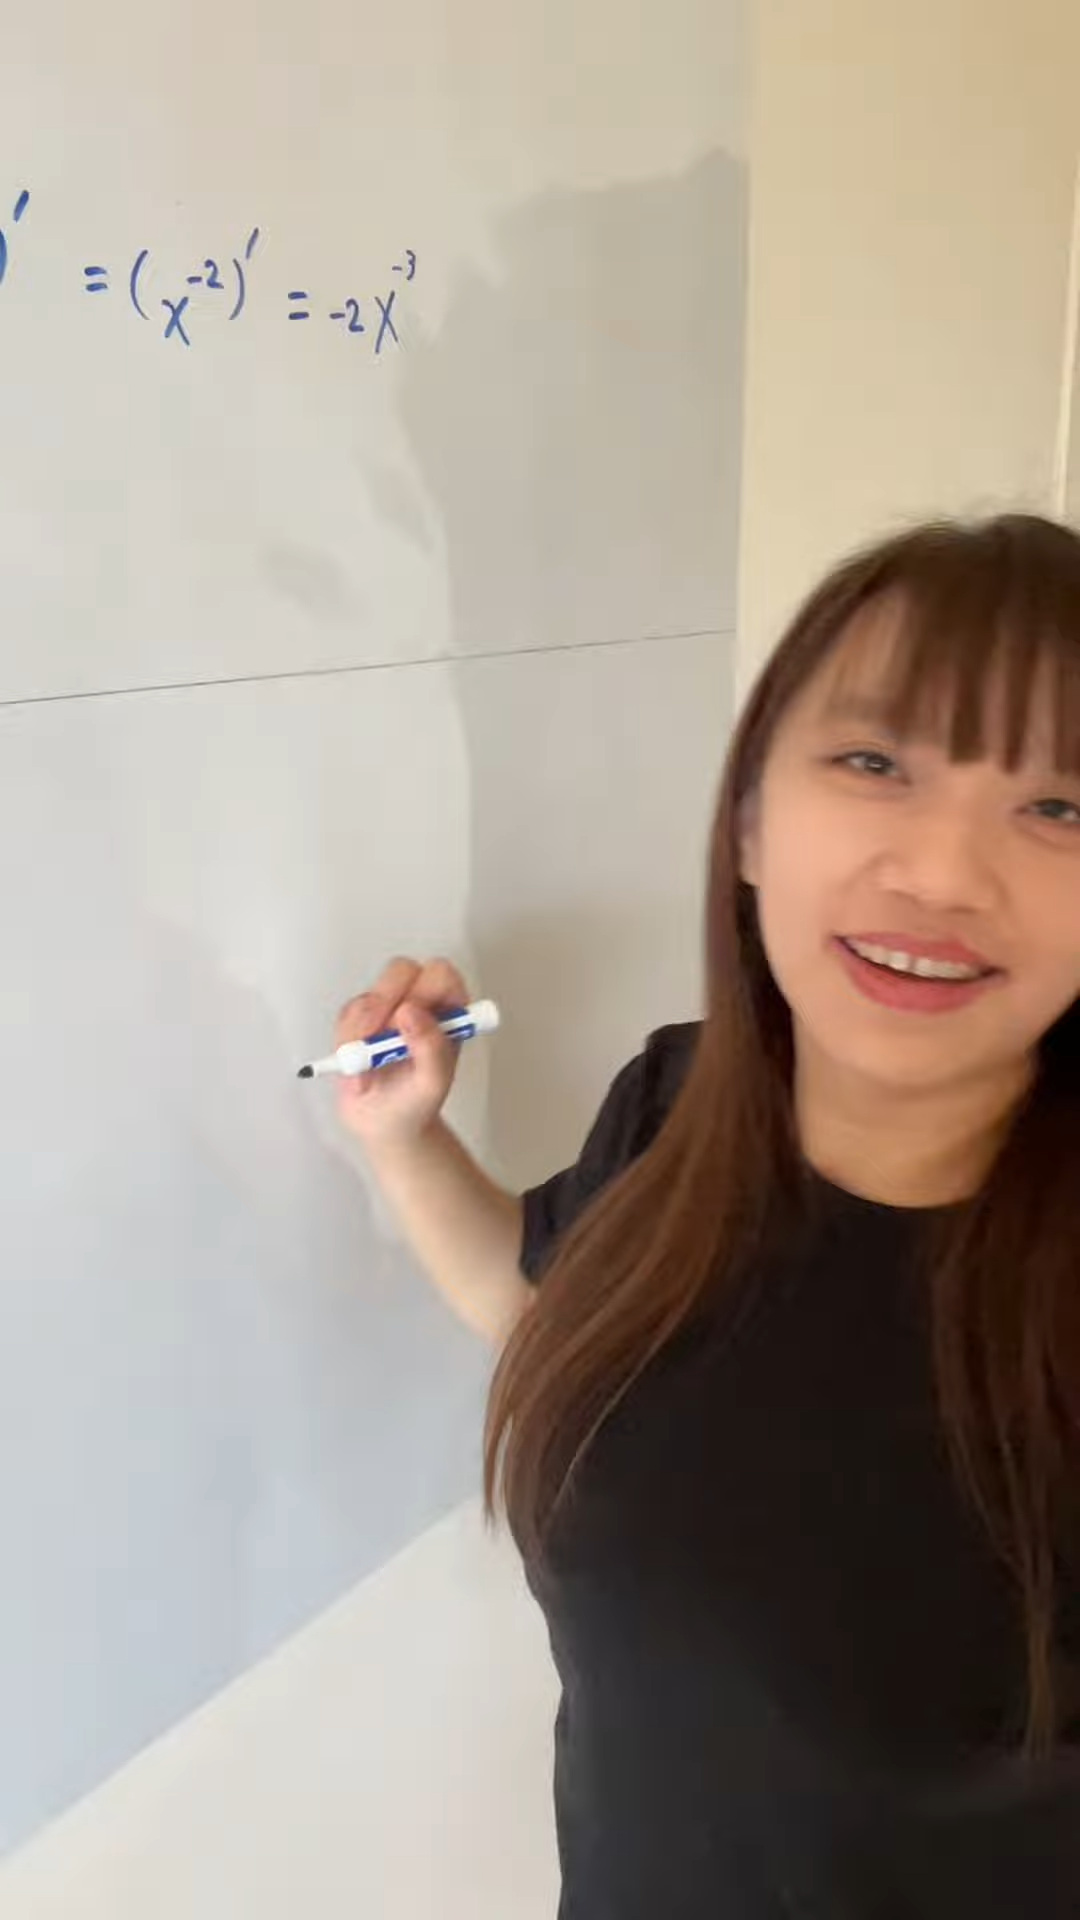 )' = (x⁻²)' = -2x⁻³